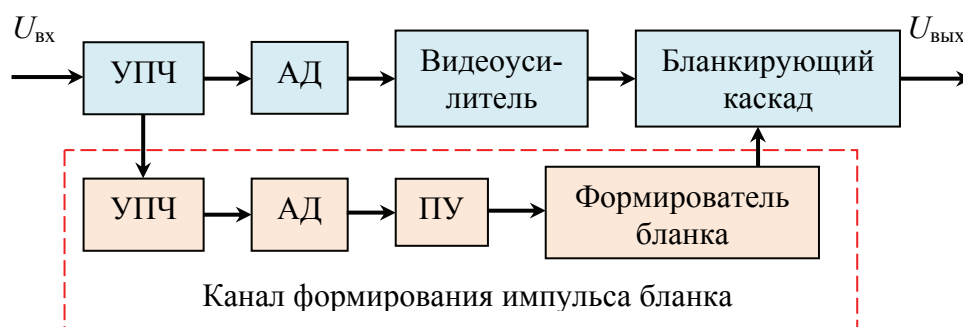 Uвх
Uвых
УПЧ
АД
Видеоуси-
литель
Бланкирующий
каскад
УПЧ
АД
ПУ
Формирователь
бланка
Канал формирования импульса бланка